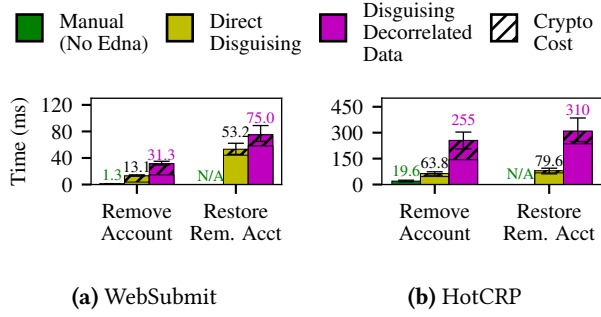 Manual
(No Edna)
Direct
Disguising
Disguising
Decorrelated
Data
Crypto
Cost
Time (ms)
120
80
40
0
1.3
13.1
31.3
N/A
53.2
75.0
Remove
Account
Restore
Rem. Acct
(a) WebSubmit
450
300
150
0
19.6
63.8
255
N/A
79.6
310
Remove
Account
Restore
Rem. Acct
(b) HotCRP